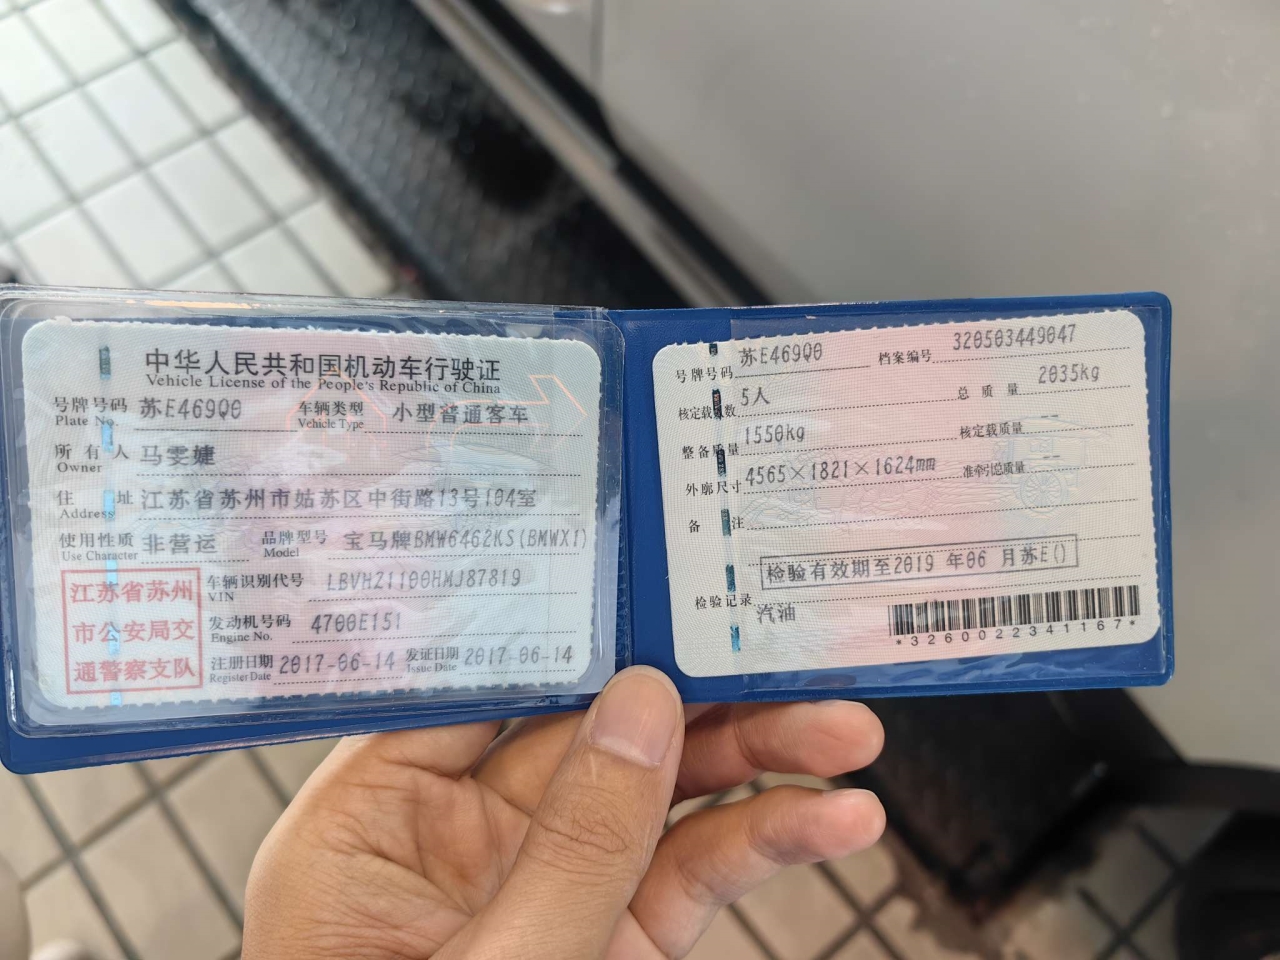 中华人民共和国机动车行驶证
Vehicle License of the People's Republic of China
号牌号码 Plate No. 苏E469Q0 车辆类型 Vehicle Type 小型普通客车
所有人 Owner 马雯婕
住址 Address 江苏省苏州市姑苏区中街路13号104室
使用性质 Use Character 非营运 品牌型号 Model 宝马牌BMW6462KS(BMWX1)
江苏省苏州
市公安局交
通警察支队
车辆识别代号 VIN LBVHZ1100HMJ87819
发动机号码 Engine No. 4700E151
注册日期 Register Date 2017-06-14 发证日期 Issue Date 2017-06-14
号牌号码 苏E469Q0 档案编号 320503449047
核定载人数 5人 总质量 2035kg
整备质量 1550kg 核定载质量 --
外廓尺寸 4565×1821×1624mm 准牵引总质量 --
备注
检验有效期至2019年06月苏E()
检验记录
汽油
*3260022341167*